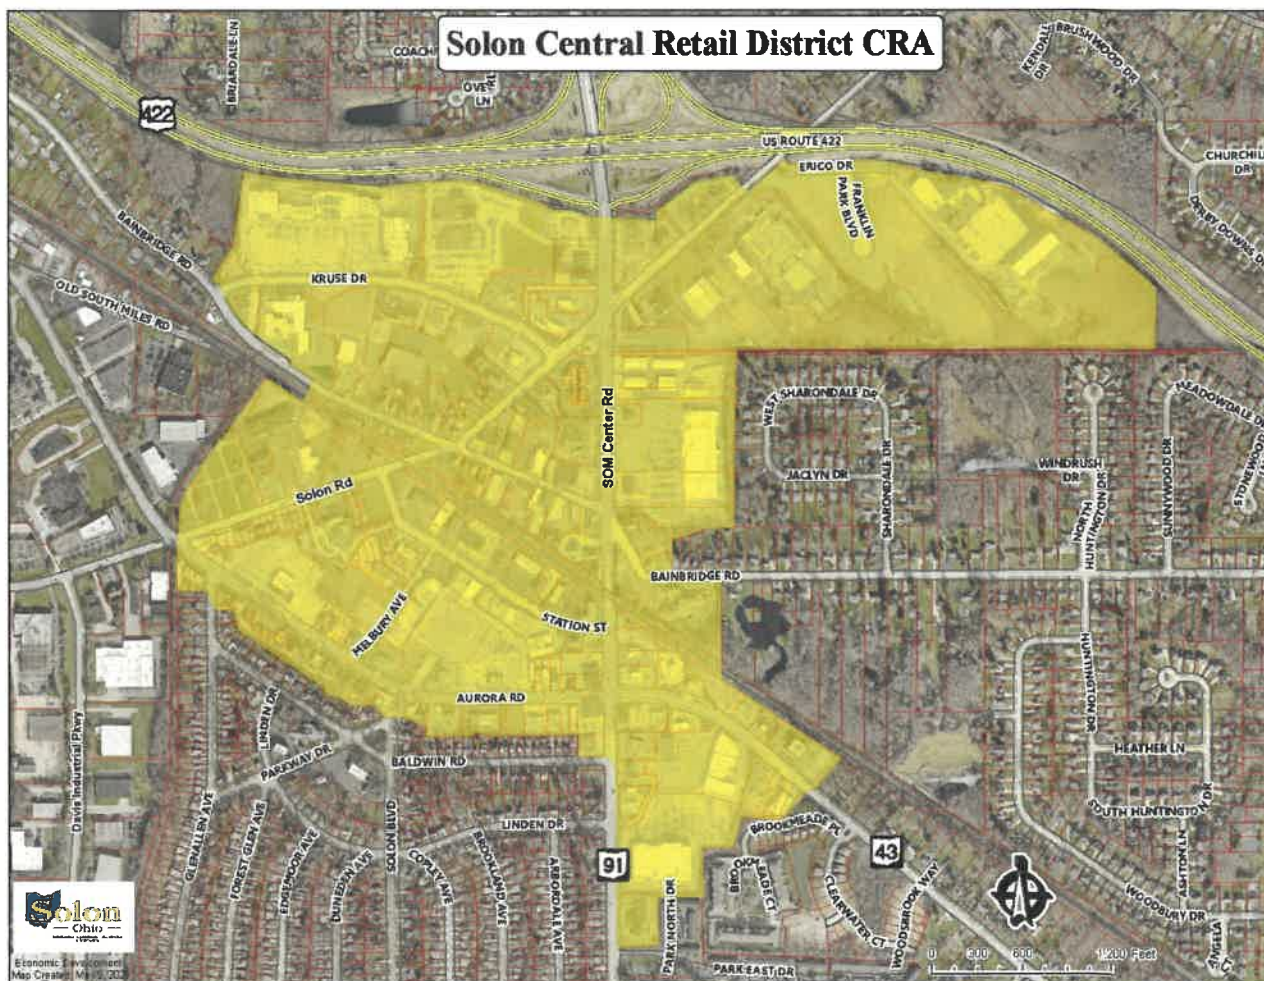 Solon Central Retail District CRA
COACH
BRIARDALE LN
LN
KENDALL DR
BRUSHWOOD DR
422
US ROUTE 422
ERICO DR
FRANKLIN PARK BLVD
CHURCHIL
DR
DERBY DOWNS D
BAINBRIDGE RD
OLD SOUTH MILES RD
KRUSE DR
SOM Center Rd
Solon Rd
WEST SHARONDALE DR
JACLYN DR
SHARONDALE DR
WINDRUSH DR
NORTH HUNTINGTON DR
SUNNYWOOD DR
MEADOWDALE DR
STONEWOOD
BAINBRIDGE RD
MELBURY AVE
STATION ST
AURORA RD
HUNTINGTON DR
HEATHER LN
SOUTH HUNTINGTON DR
ASHTON LN
Davis Industrial Pkwy
LINDEN DR
PARKWAY DR
BALDWIN RD
GLENALLEN AVE
FOREST GLEN AVE
EDGEMOOR AVE
DUNEDEN AVE
SOLON BLVD
COPLEY AVE
LINDEN DR
BROOKLAND AVE
ARBORDALE AVE
91
43
BROOKMEADE PL
BROOKMEADE CT
CLEARWATER CT
WOODSBROOK WAY
PARK NORTH DR
PARK EAST DR
WOODBURY DR
ANGELA CT
Solon
Ohio
Economic Development
0 300 600 1,200 Feet